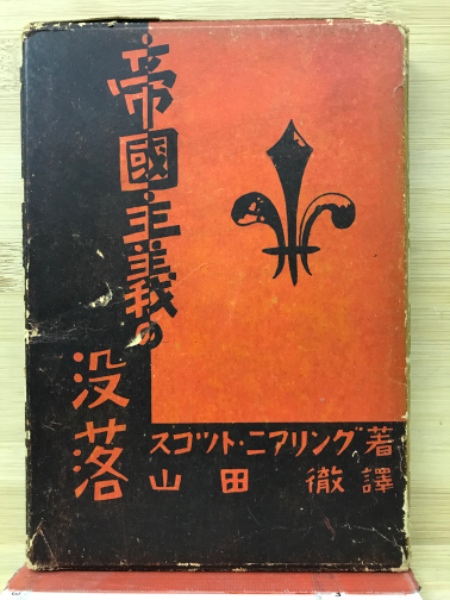 帝國主義の
没落
スコット・ニアリング著
山田徹譯